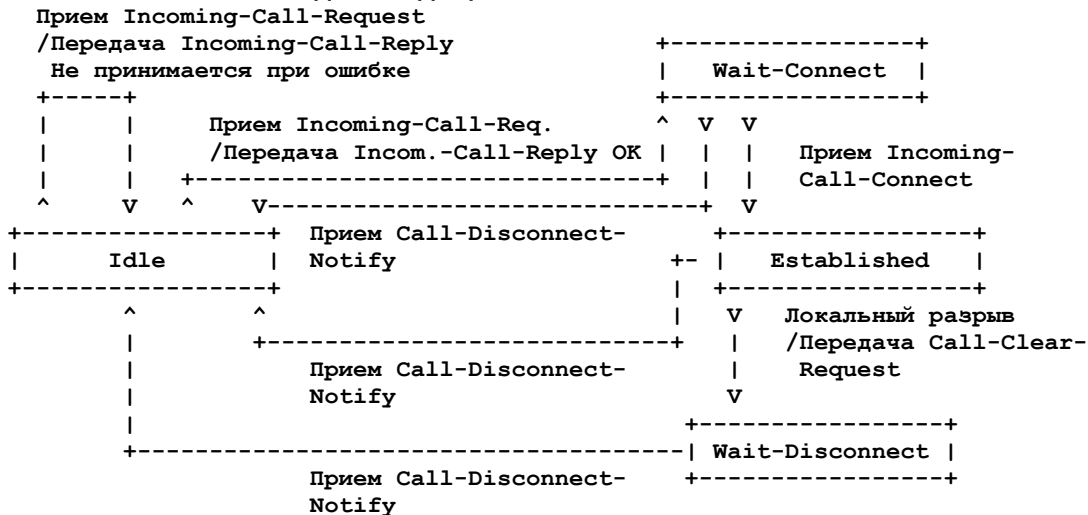 Прием Incoming-Call-Request
/Передача Incoming-Call-Reply
Не принимается при ошибке
Wait-Connect
Прием Incoming-Call-Req.
/Передача Incom.-Call-Reply OK
Прием Incoming-
Call-Connect
Прием Call-Disconnect-
Notify
Idle
Established
Локальный разрыв
/Передача Call-Clear-
Request
Прием Call-Disconnect-
Notify
Wait-Disconnect
Прием Call-Disconnect-
Notify